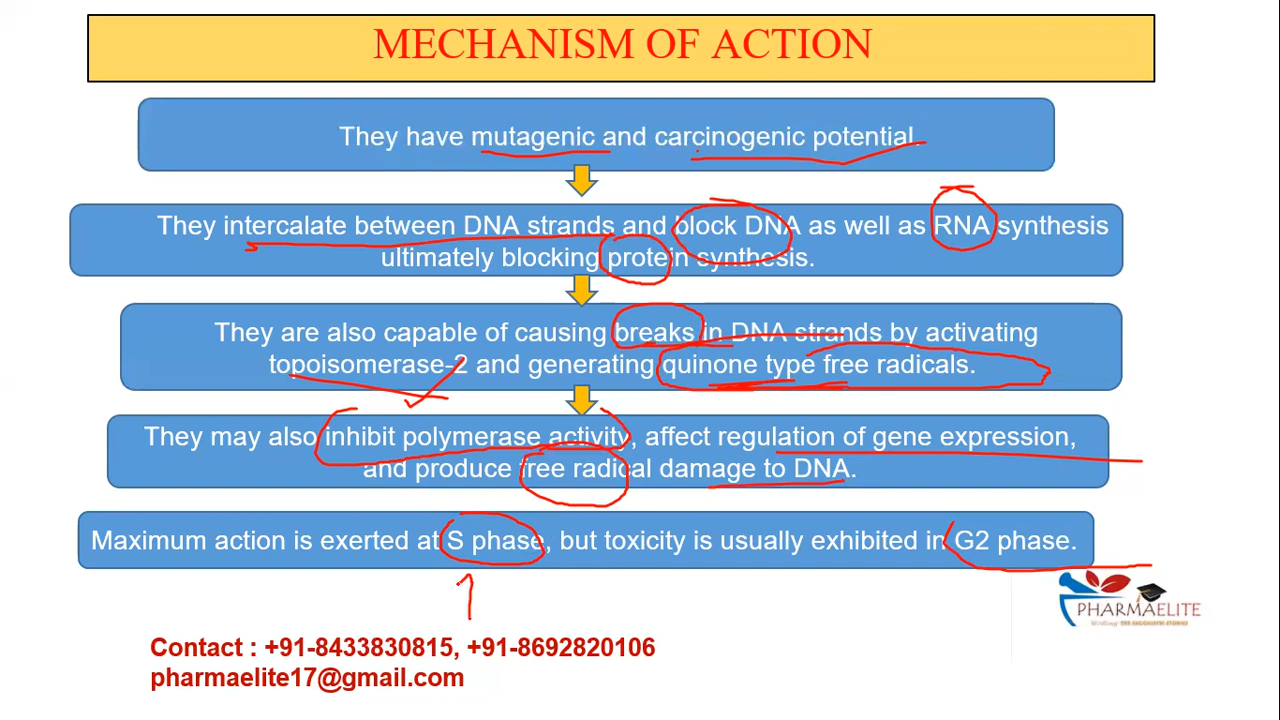 MECHANISM OF ACTION
They have mutagenic and carcinogenic potential.
They intercalate between DNA strands and block DNA as well as RNA synthesis
ultimately blocking protein synthesis.
They are also capable of causing breaks in DNA strands by activating
topoisomerase-2 and generating quinone type free radicals.
They may also inhibit polymerase activity, affect regulation of gene expression,
and produce free radical damage to DNA.
Maximum action is exerted at S phase, but toxicity is usually exhibited in G2 phase.
PHARMAELITE
Contact : +91-8433830815, +91-8692820106
pharmaelite17@gmail.com